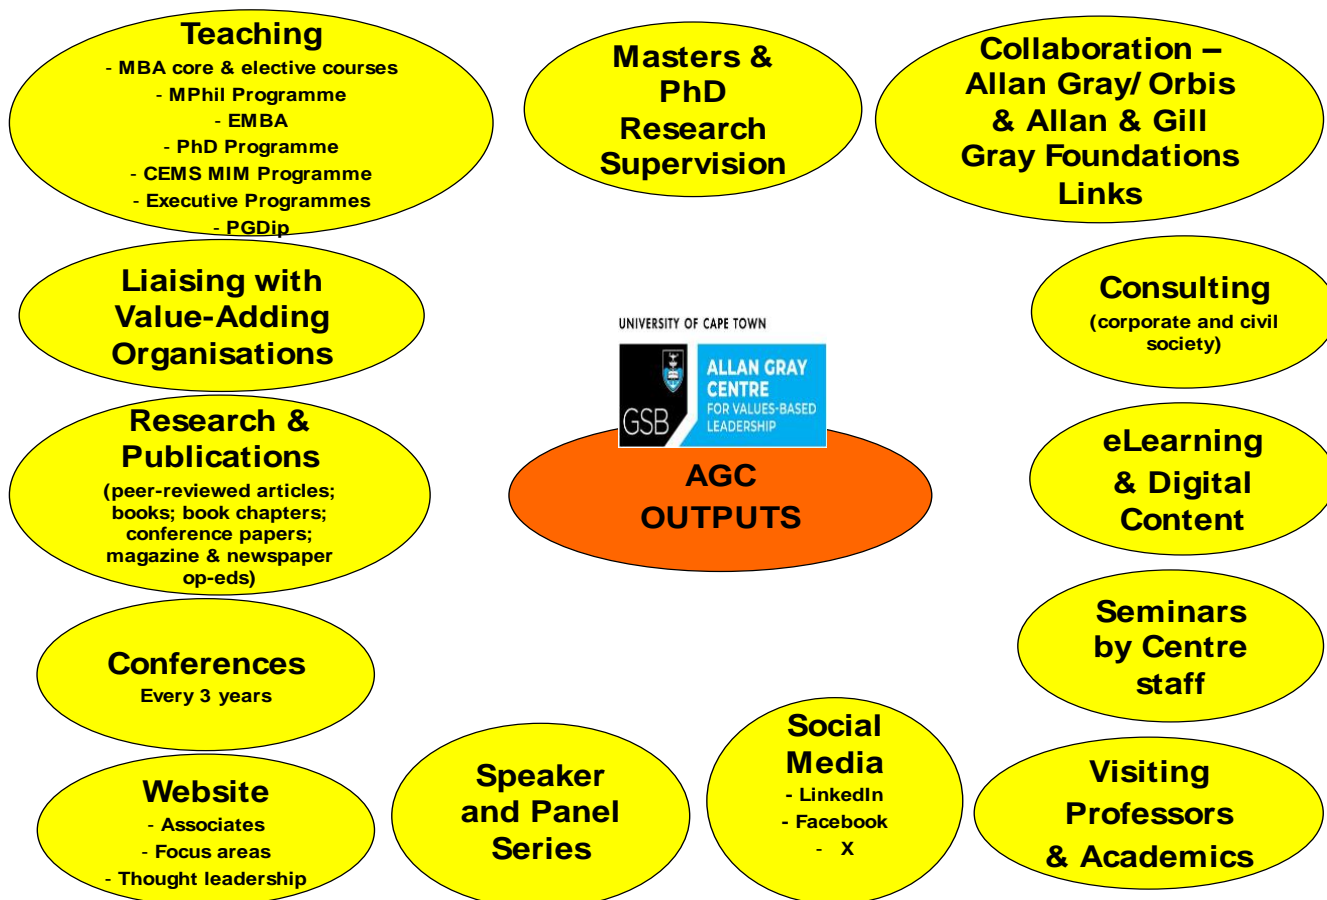 Teaching
- MBA core & elective courses
- MPhil Programme
- EMBA
- PhD Programme
- CEMS MIM Programme
- Executive Programmes
- PGDip
Masters &
PhD
Research
Supervision
Collaboration –
Allan Gray/ Orbis
& Allan & Gill
Gray Foundations
Links
Liaising with
Value-Adding
Organisations
Consulting
(corporate and civil
society)
UNIVERSITY OF CAPE TOWN
GSB
ALLAN GRAY
CENTRE
FOR VALUES-BASED
LEADERSHIP
AGC
OUTPUTS
Research &
Publications
(peer-reviewed articles;
books; book chapters;
conference papers;
magazine & newspaper
op-eds)
eLearning
& Digital
Content
Conferences
Every 3 years
Seminars
by Centre
staff
Website
- Associates
- Focus areas
- Thought leadership
Speaker
and Panel
Series
Social
Media
- LinkedIn
- Facebook
- X
Visiting
Professors
& Academics